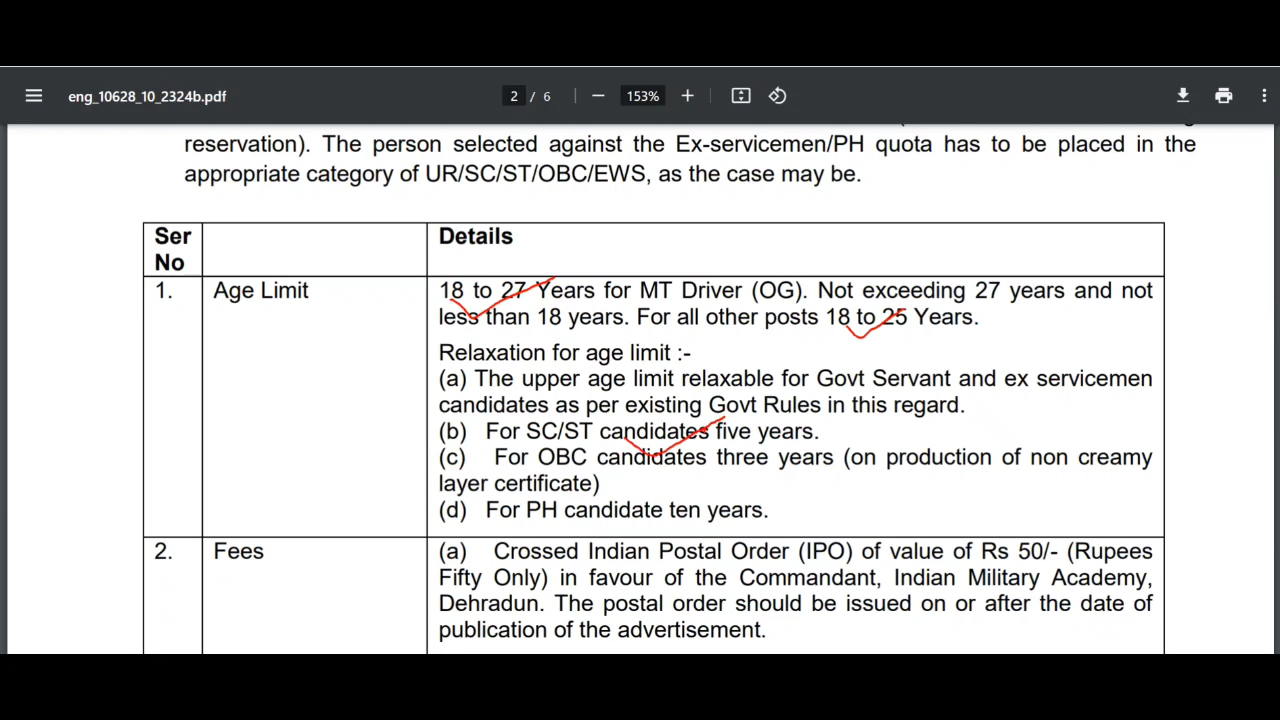 eng_10628_10_2324b.pdf
2 / 6
153%
reservation). The person selected against the Ex-servicemen/PH quota has to be placed in the
appropriate category of UR/SC/ST/OBC/EWS, as the case may be.
Ser No
Details
1.
Age Limit
18 to 27 Years for MT Driver (OG). Not exceeding 27 years and not
less than 18 years. For all other posts 18 to 25 Years.
Relaxation for age limit :-
(a) The upper age limit relaxable for Govt Servant and ex servicemen
candidates as per existing Govt Rules in this regard.
(b) For SC/ST candidates five years.
(c) For OBC candidates three years (on production of non creamy
layer certificate)
(d) For PH candidate ten years.
2.
Fees
(a) Crossed Indian Postal Order (IPO) of value of Rs 50/- (Rupees
Fifty Only) in favour of the Commandant, Indian Military Academy,
Dehradun. The postal order should be issued on or after the date of
publication of the advertisement.